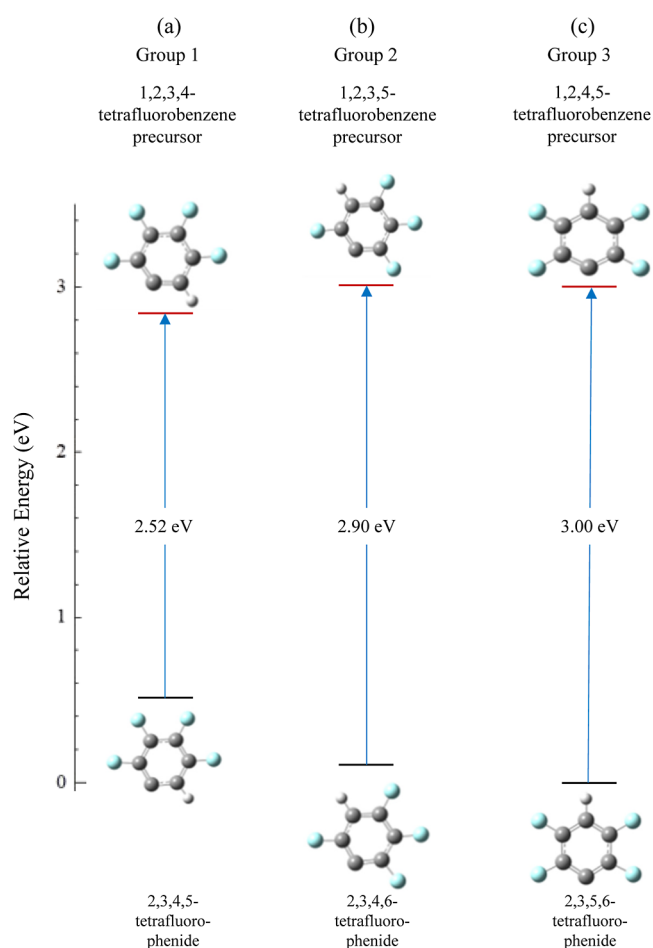 (a)
(b)
(c)
Group 1
Group 2
Group 3
1,2,3,4-
tetrafluorobenzene
precursor
1,2,3,5-
tetrafluorobenzene
precursor
1,2,4,5-
tetrafluorobenzene
precursor
Relative Energy (eV)
3
2
1
0
2.52 eV
2.90 eV
3.00 eV
2,3,4,5-
tetrafluoro-
phenide
2,3,4,6-
tetrafluoro-
phenide
2,3,5,6-
tetrafluoro-
phenide